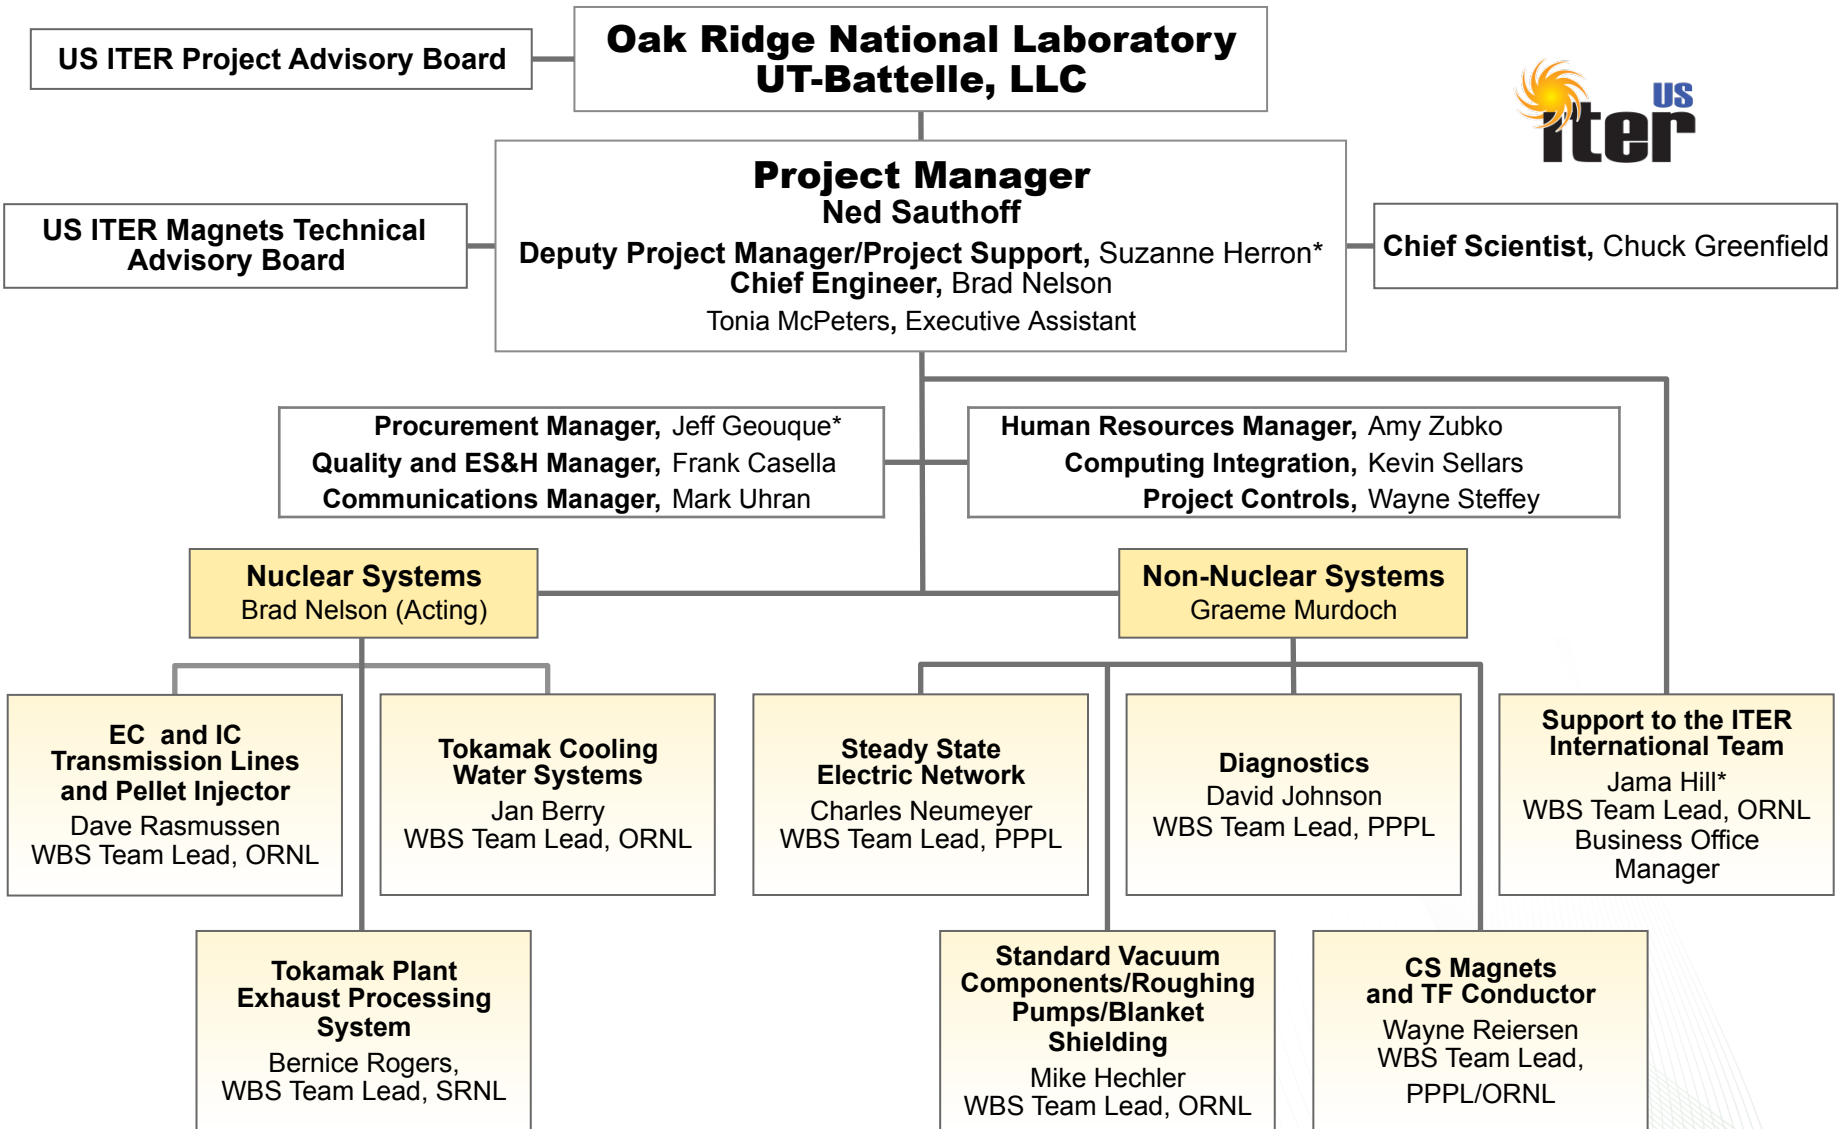 US ITER Project Advisory Board
Oak Ridge National Laboratory
UT-Battelle, LLC
US
iter
Project Manager
Ned Sauthoff
Deputy Project Manager/Project Support, Suzanne Herron*
Chief Engineer, Brad Nelson
Tonia McPeters, Executive Assistant
US ITER Magnets Technical
Advisory Board
Chief Scientist, Chuck Greenfield
Procurement Manager, Jeff Geouque*
Quality and ES&H Manager, Frank Casella
Communications Manager, Mark Uhran
Human Resources Manager, Amy Zubko
Computing Integration, Kevin Sellars
Project Controls, Wayne Steffey
Nuclear Systems
Brad Nelson (Acting)
Non-Nuclear Systems
Graeme Murdoch
EC and IC
Transmission Lines
and Pellet Injector
Dave Rasmussen
WBS Team Lead, ORNL
Tokamak Cooling
Water Systems
Jan Berry
WBS Team Lead, ORNL
Steady State
Electric Network
Charles Neumeyer
WBS Team Lead, PPPL
Diagnostics
David Johnson
WBS Team Lead, PPPL
Support to the ITER
International Team
Jama Hill*
WBS Team Lead, ORNL
Business Office
Manager
Tokamak Plant
Exhaust Processing
System
Bernice Rogers,
WBS Team Lead, SRNL
Standard Vacuum
Components/Roughing
Pumps/Blanket
Shielding
Mike Hechler
WBS Team Lead, ORNL
CS Magnets
and TF Conductor
Wayne Reiersen
WBS Team Lead,
PPPL/ORNL